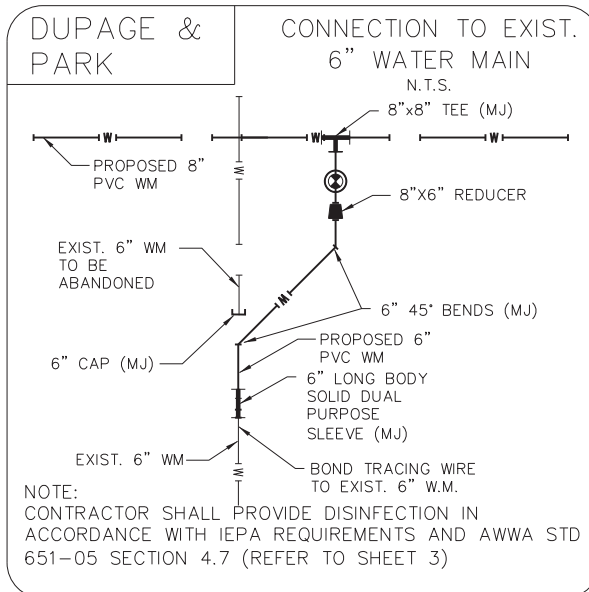 DUPAGE &
PARK
CONNECTION TO EXIST.
6" WATER MAIN
N.T.S.
8"x8" TEE (MJ)
W
W
W
PROPOSED 8"
PVC WM
W
8"X6" REDUCER
EXIST. 6" WM
TO BE
ABANDONED
W
6" 45° BENDS (MJ)
6" CAP (MJ)
PROPOSED 6"
PVC WM
6" LONG BODY
SOLID DUAL
PURPOSE
SLEEVE (MJ)
EXIST. 6" WM
W
BOND TRACING WIRE
TO EXIST. 6" W.M.
NOTE:
CONTRACTOR SHALL PROVIDE DISINFECTION IN
ACCORDANCE WITH IEPA REQUIREMENTS AND AWWA STD
651-05 SECTION 4.7 (REFER TO SHEET 3)